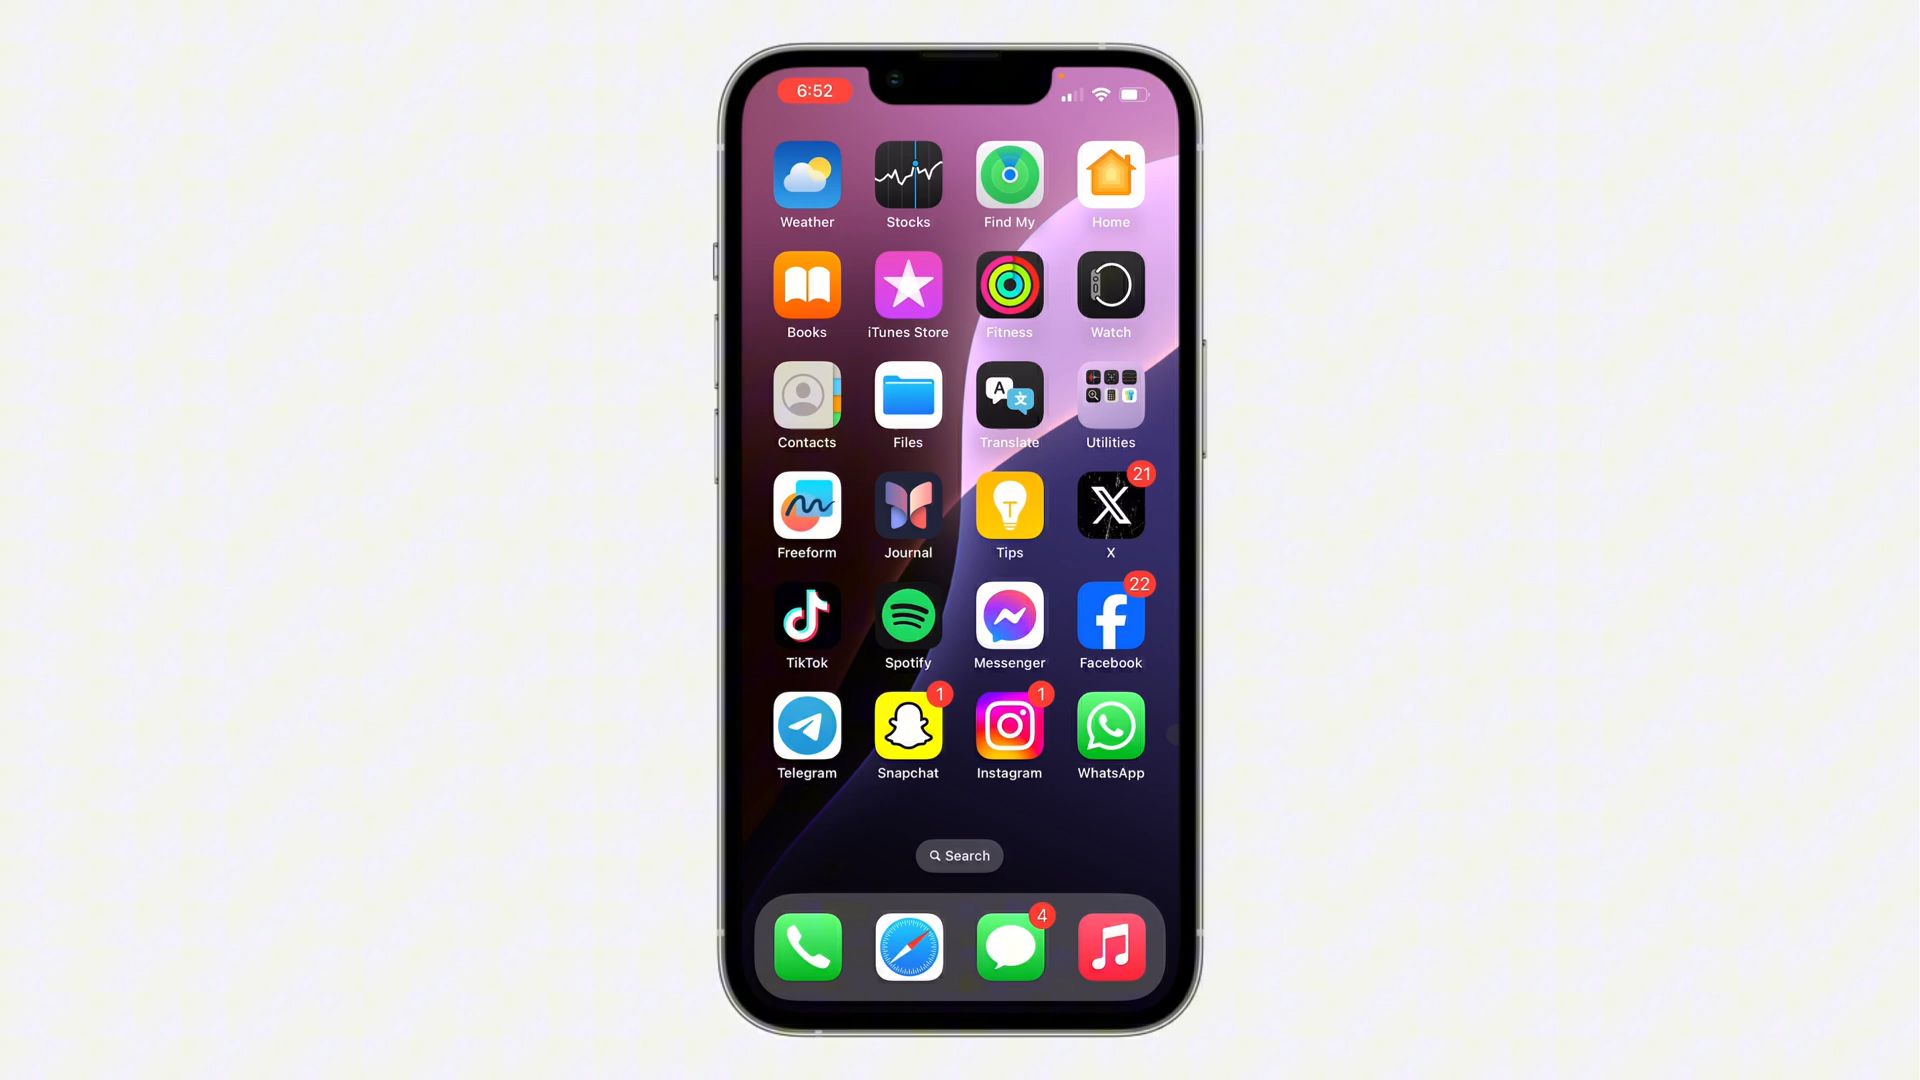 6:52
Weather Stocks Find My Home
Books iTunes Store Fitness Watch
A 文
Contacts Files Translate Utilities
T 21
Freeform Journal Tips X
22
TikTok Spotify Messenger Facebook
1 1
Telegram Snapchat Instagram WhatsApp
Search
4